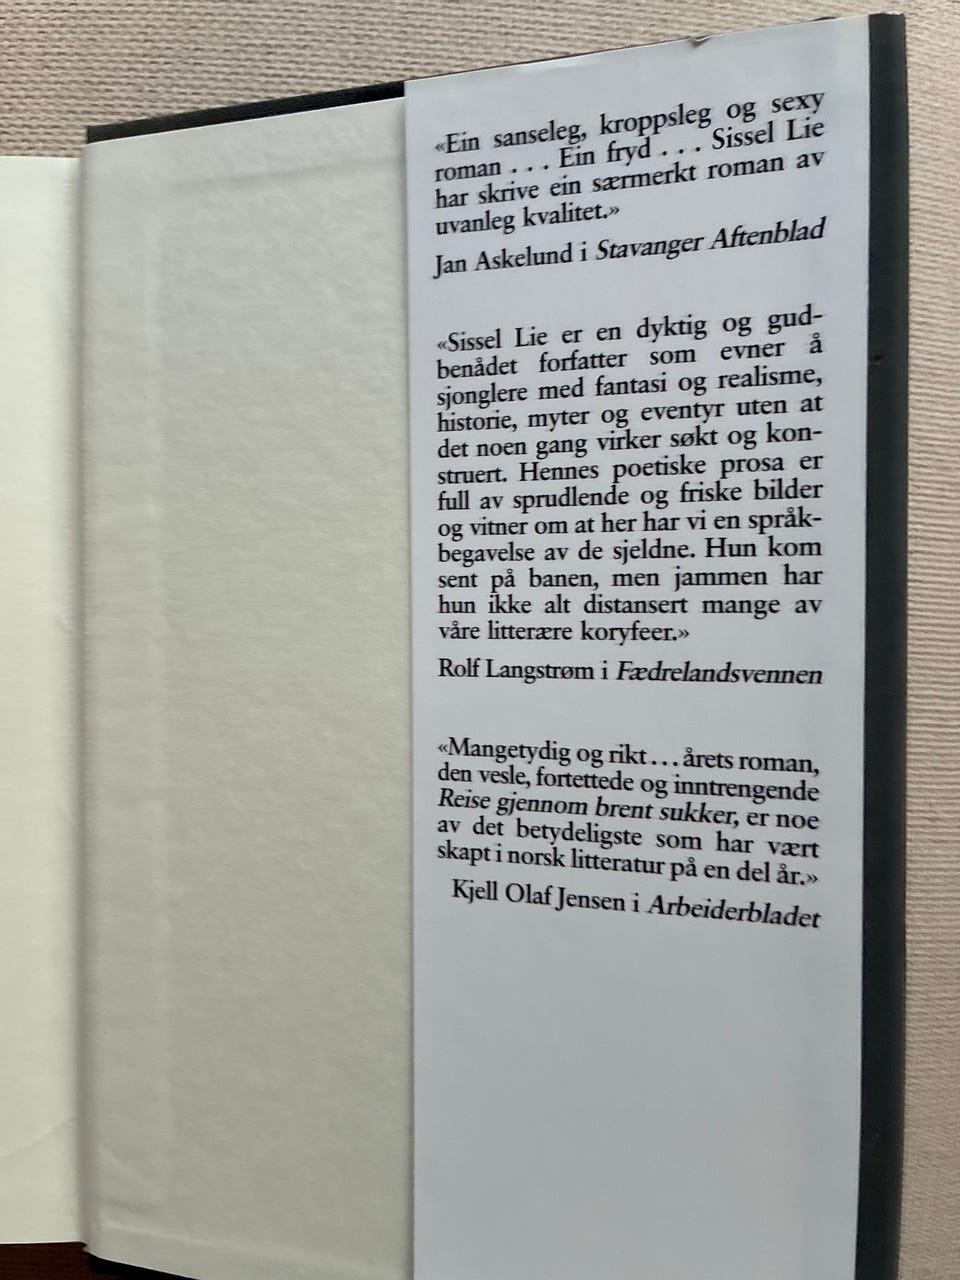 «Ein sanseleg, kroppsleg og sexy
roman . . . Ein fryd . . . Sissel Lie
har skrive ein særmerkt roman av
uvanleg kvalitet.»
Jan Askelund i Stavanger Aftenblad
«Sissel Lie er en dyktig og gud-
benådet forfatter som evner å
sjonglere med fantasi og realisme,
historie, myter og eventyr uten at
det noen gang virker søkt og kon-
struert. Hennes poetiske prosa er
full av sprudlende og friske bilder
og vitner om at her har vi en språk-
begavelse av de sjeldne. Hun kom
sent på banen, men jammen har
hun ikke alt distansert mange av
våre litterære koryfeer.»
Rolf Langstrøm i Fædrelandsvennen
«Mangetydig og rikt . . . årets roman,
den vesle, fortettede og inntrengende
Reise gjennom brent sukker, er noe
av det betydeligste som har vært
skapt i norsk litteratur på en del år.»
Kjell Olaf Jensen i Arbeiderbladet